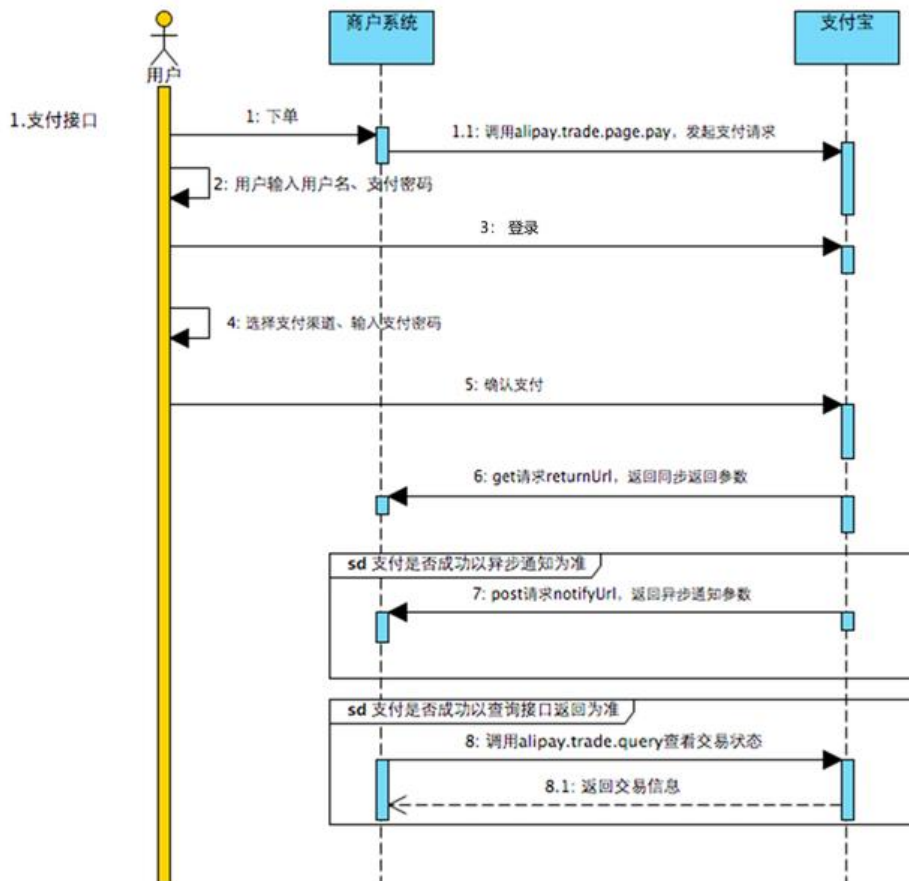 商户系统
支付宝
用户
1.支付接口
1: 下单
1.1: 调用alipay.trade.page.pay，发起支付请求
2: 用户输入用户名、支付密码
3: 登录
4: 选择支付渠道、输入支付密码
5: 确认支付
6: get请求returnUrl，返回同步返回参数
sd 支付是否成功以异步通知为准
7: post请求notifyUrl，返回异步通知参数
sd 支付是否成功以查询接口返回为准
8: 调用alipay.trade.query查看交易状态
8.1: 返回交易信息